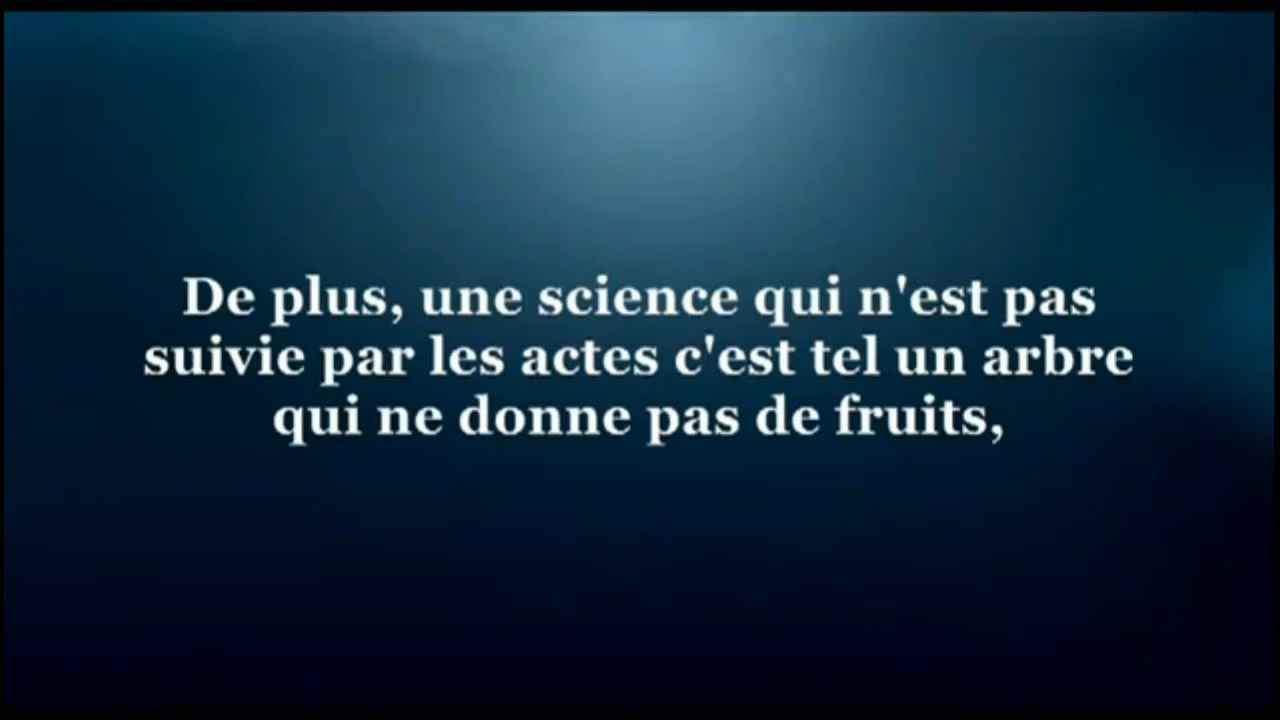 De plus, une science qui n'est pas
suivie par les actes c'est tel un arbre
qui ne donne pas de fruits,